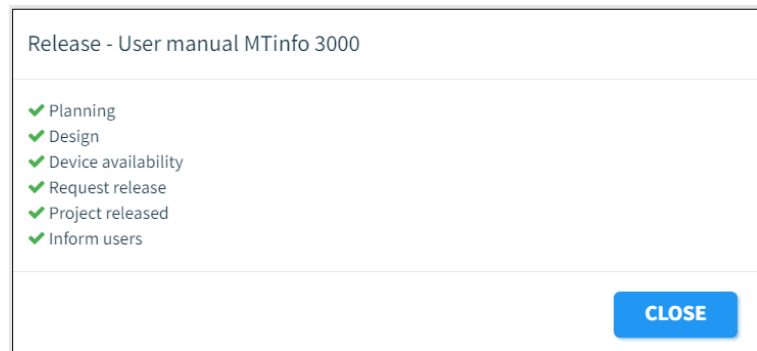 Release - User manual MTinfo 3000
Planning
Design
Device availability
Request release
Project released
Inform users
CLOSE